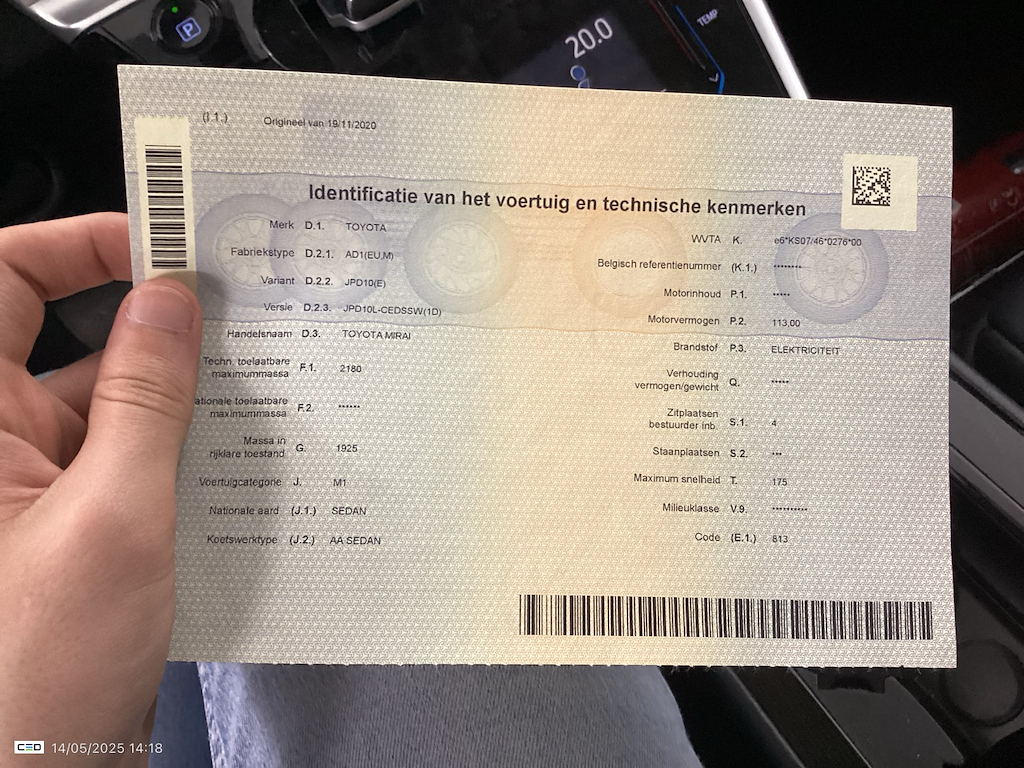 P
20.0
TEMP
(I.1.) Origineel van 19/11/2020
Identificatie van het voertuig en technische kenmerken
Merk D.1. TOYOTA
Fabriekstype D.2.1. AD1(EU,M)
Variant D.2.2. JPD10(E)
Versie D.2.3. JPD10L-CEDSSW(1D)
Handelsnaam D.3. TOYOTA MIRAI
Techn. toelaatbare
maximummassa F.1. 2180
ationale toelaatbare
maximummassa F.2. ******
Massa in
rijklare toestand G. 1925
Voertuigcategorie J. M1
Nationale aard (J.1.) SEDAN
Koetswerktype (J.2.) AA SEDAN
WVTA K. e6*KS07/46*0276*00
Belgisch referentienummer (K.1.) ********
Motorinhoud P.1. *****
Motorvermogen P.2. 113,00
Brandstof P.3. ELEKTRICITEIT
Verhouding
vermogen/gewicht Q. *****
Zitplaatsen
bestuurder inb. S.1. 4
Staanplaatsen S.2. ***
Maximum snelheid T. 175
Milieuklasse V.9. **********
Code (E.1.) 813
CEO 14/05/2025 14:18